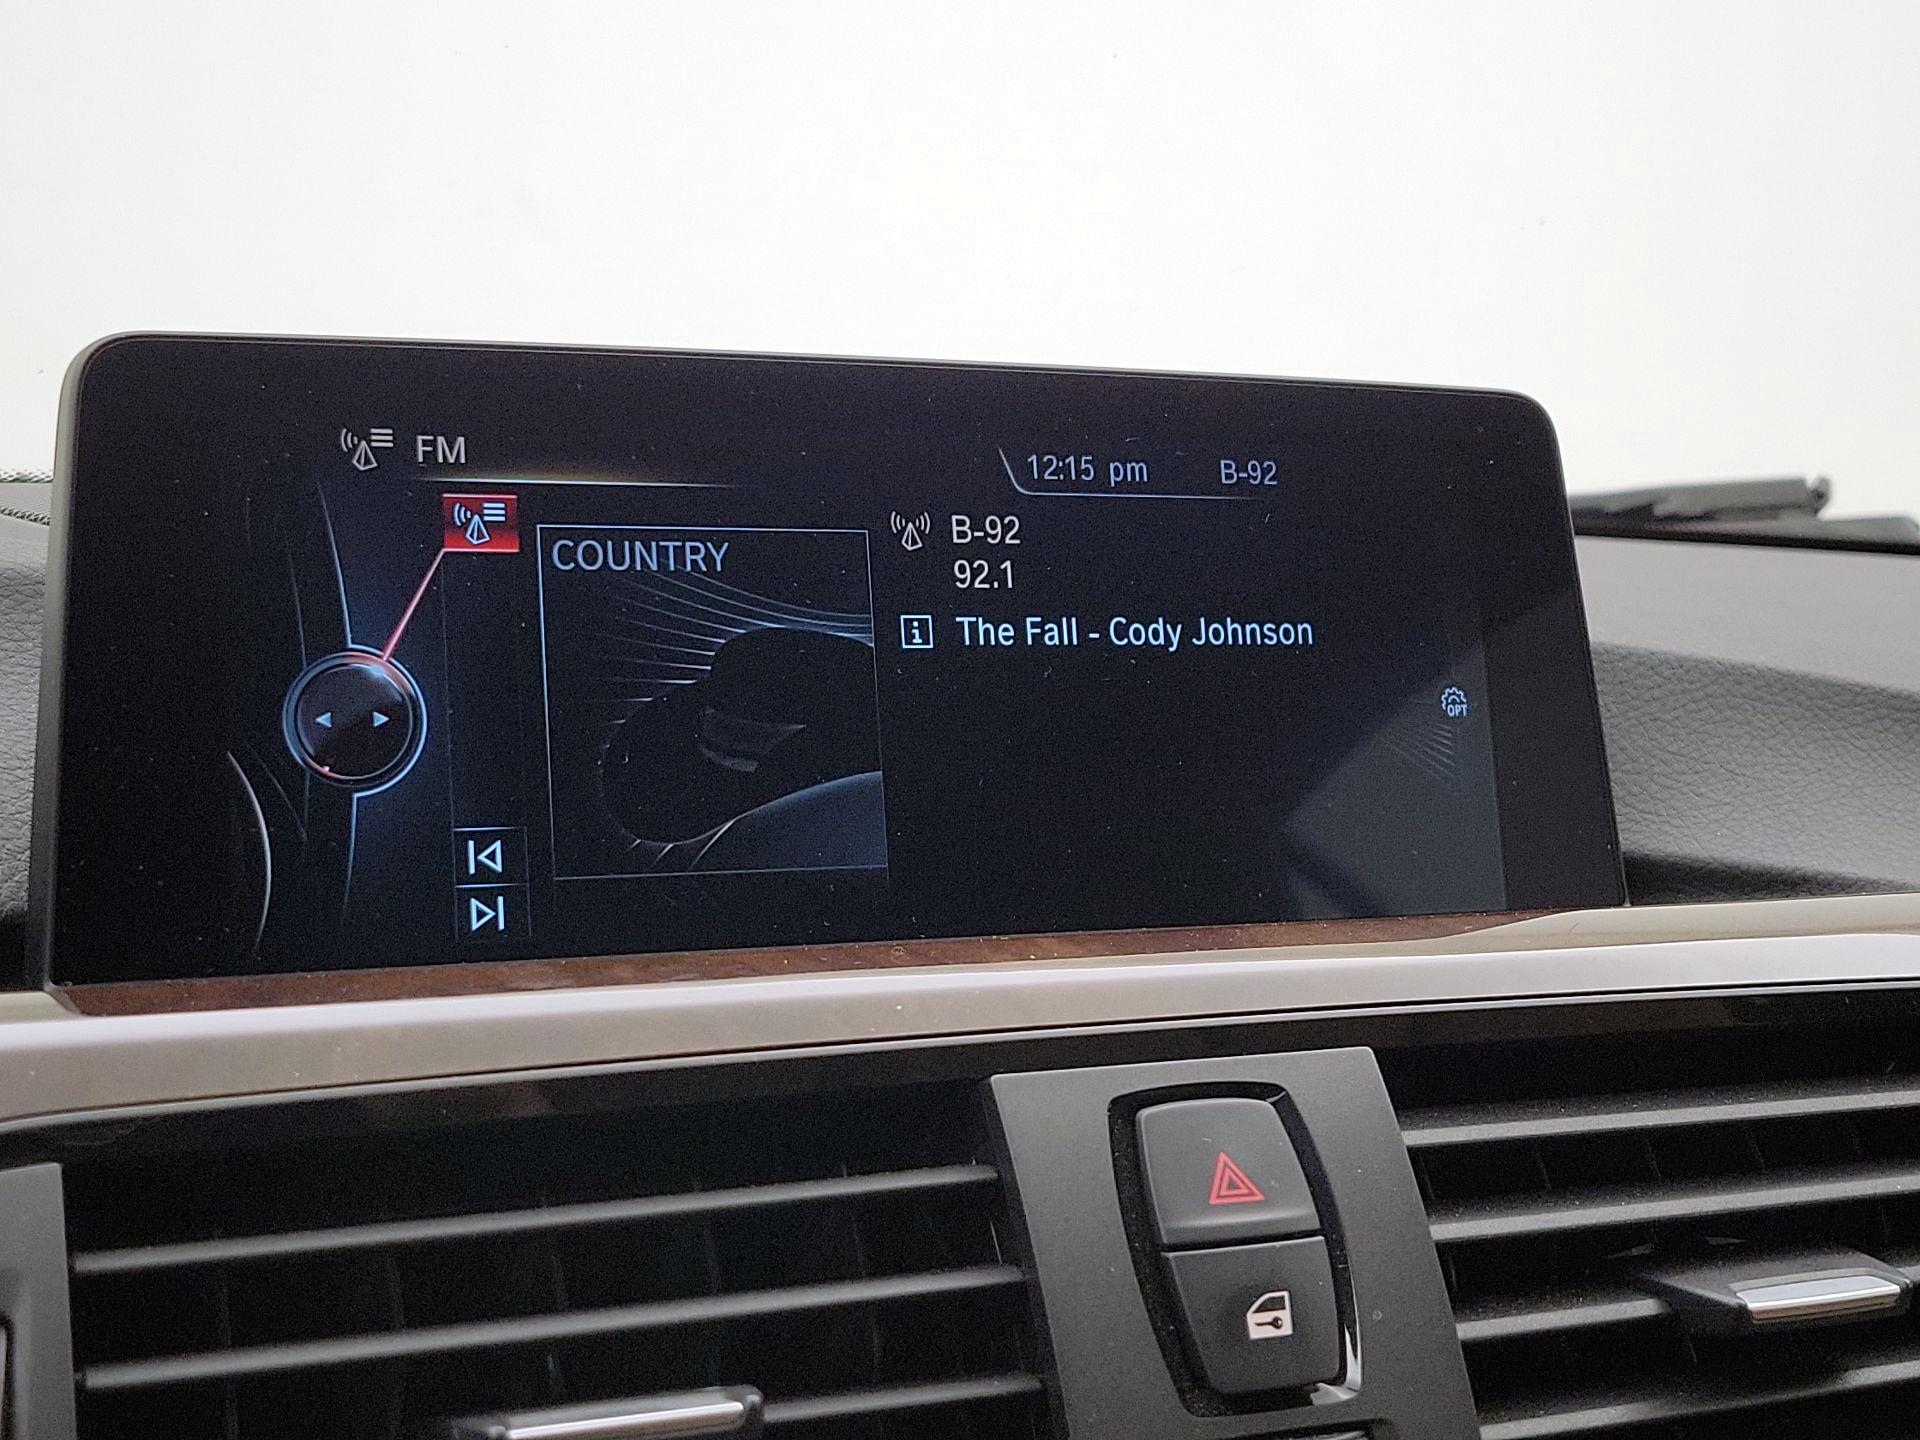 FM
12:15 pm B-92
COUNTRY
B-92
92.1
The Fall - Cody Johnson
OPT